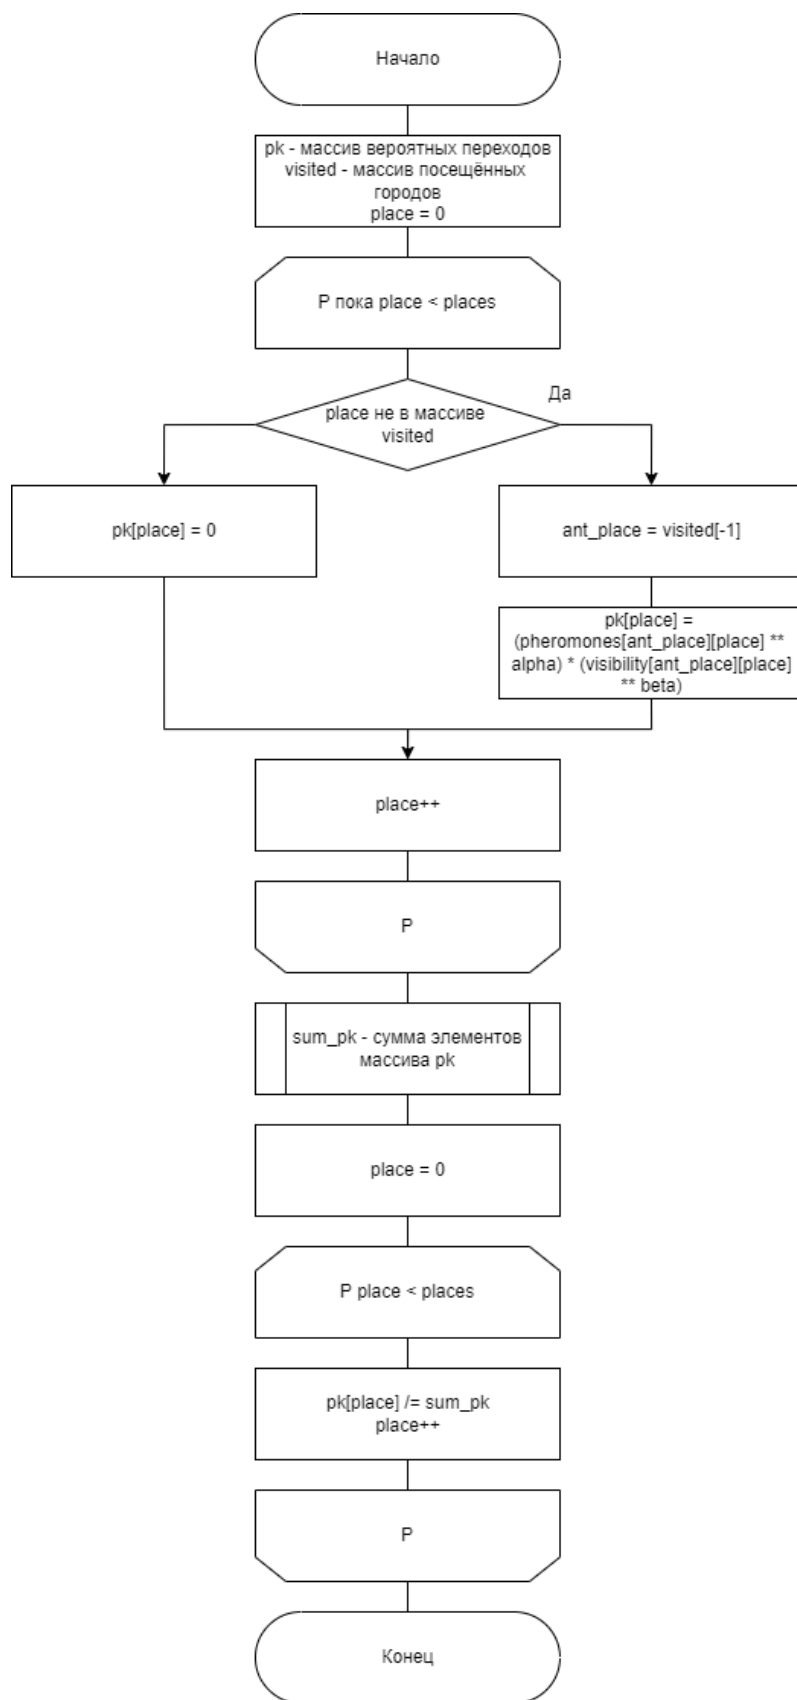 Начало
pk - массив вероятных переходов
visited - массив посещённых
городов
place = 0
P пока place < places
Да
place не в массиве
visited
pk[place] = 0
ant_place = visited[-1]
pk[place] =
(pheromones[ant_place][place] **
alpha) * (visibility[ant_place][place]
** beta)
place++
P
sum_pk - сумма элементов
массива pk
place = 0
P place < places
pk[place] /= sum_pk
place++
P
Конец